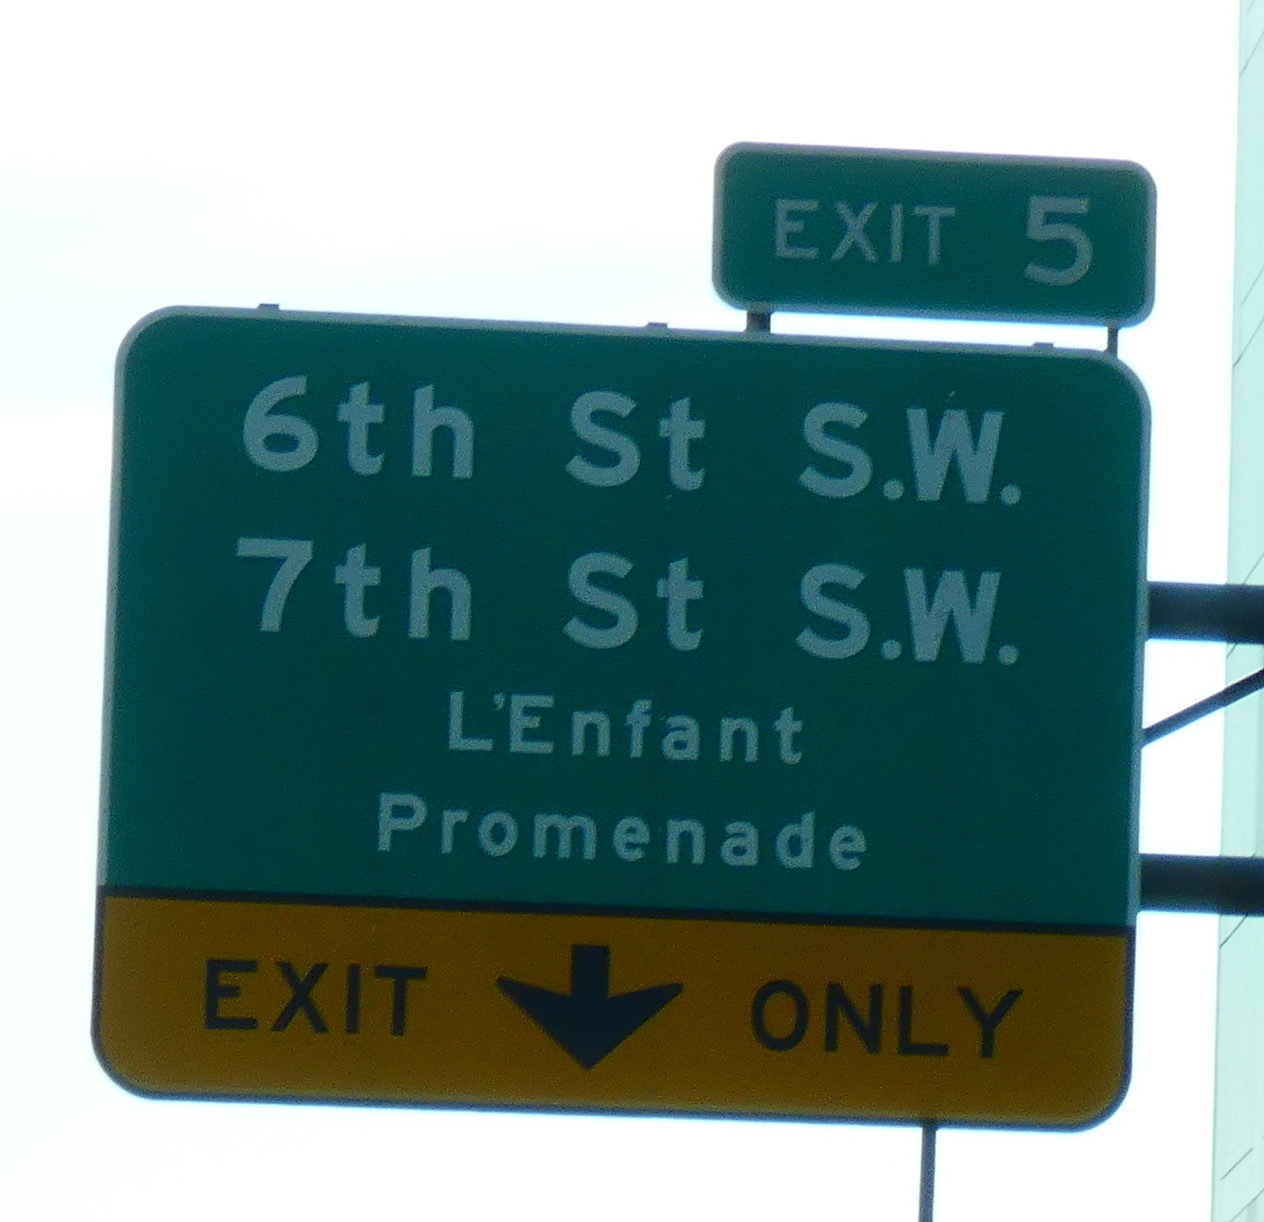 EXIT 5
6th St S.W.
7th St S.W.
L'Enfant
Promenade
EXIT ONLY